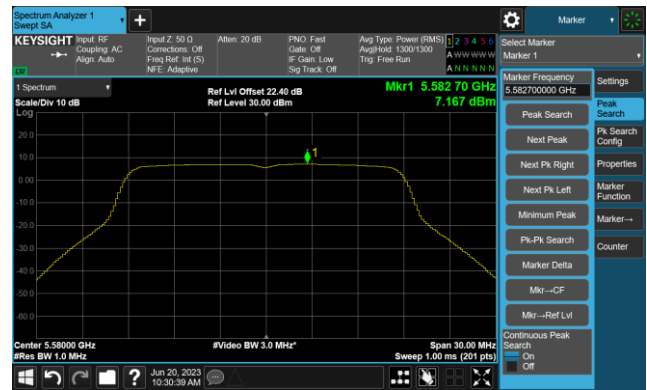 Spectrum Analyzer 1
Swept SA
Marker
KEYSIGHT
Input: RF
Coupling: AC
Align: Auto
Input Z: 50 Ω
Corrections: Off
Freq Ref: Int (S)
NFE: Adaptive
Atten: 20 dB
PNO: Fast
Gate: Off
IF Gain: Low
Sig Track: Off
Avg Type: Power (RMS)
Avg|Hold: 1300/1300
Trig: Free Run
1 2 3 4 5 6
A W W W W W
A N N N N N
Select Marker
Marker 1
1 Spectrum
Scale/Div 10 dB
Log
Ref Lvl Offset 22.40 dB
Ref Level 30.00 dBm
Mkr1 5.582 70 GHz
7.167 dBm
20.0
10.0
0.00
-10.0
-20.0
-30.0
-40.0
-50.0
-60.0
1
Center 5.58000 GHz
#Res BW 1.0 MHz
#Video BW 3.0 MHz*
Span 30.00 MHz
Sweep 1.00 ms (201 pts)
Marker Frequency
5.582700000 GHz
Peak Search
Next Peak
Next Pk Right
Next Pk Left
Minimum Peak
Pk-Pk Search
Marker Delta
Mkr→CF
Mkr→Ref Lvl
Continuous Peak
Search
On
Off
Settings
Peak
Search
Pk Search
Config
Properties
Marker
Function
Marker→
Counter
?
Jun 20, 2023
10:30:39 AM